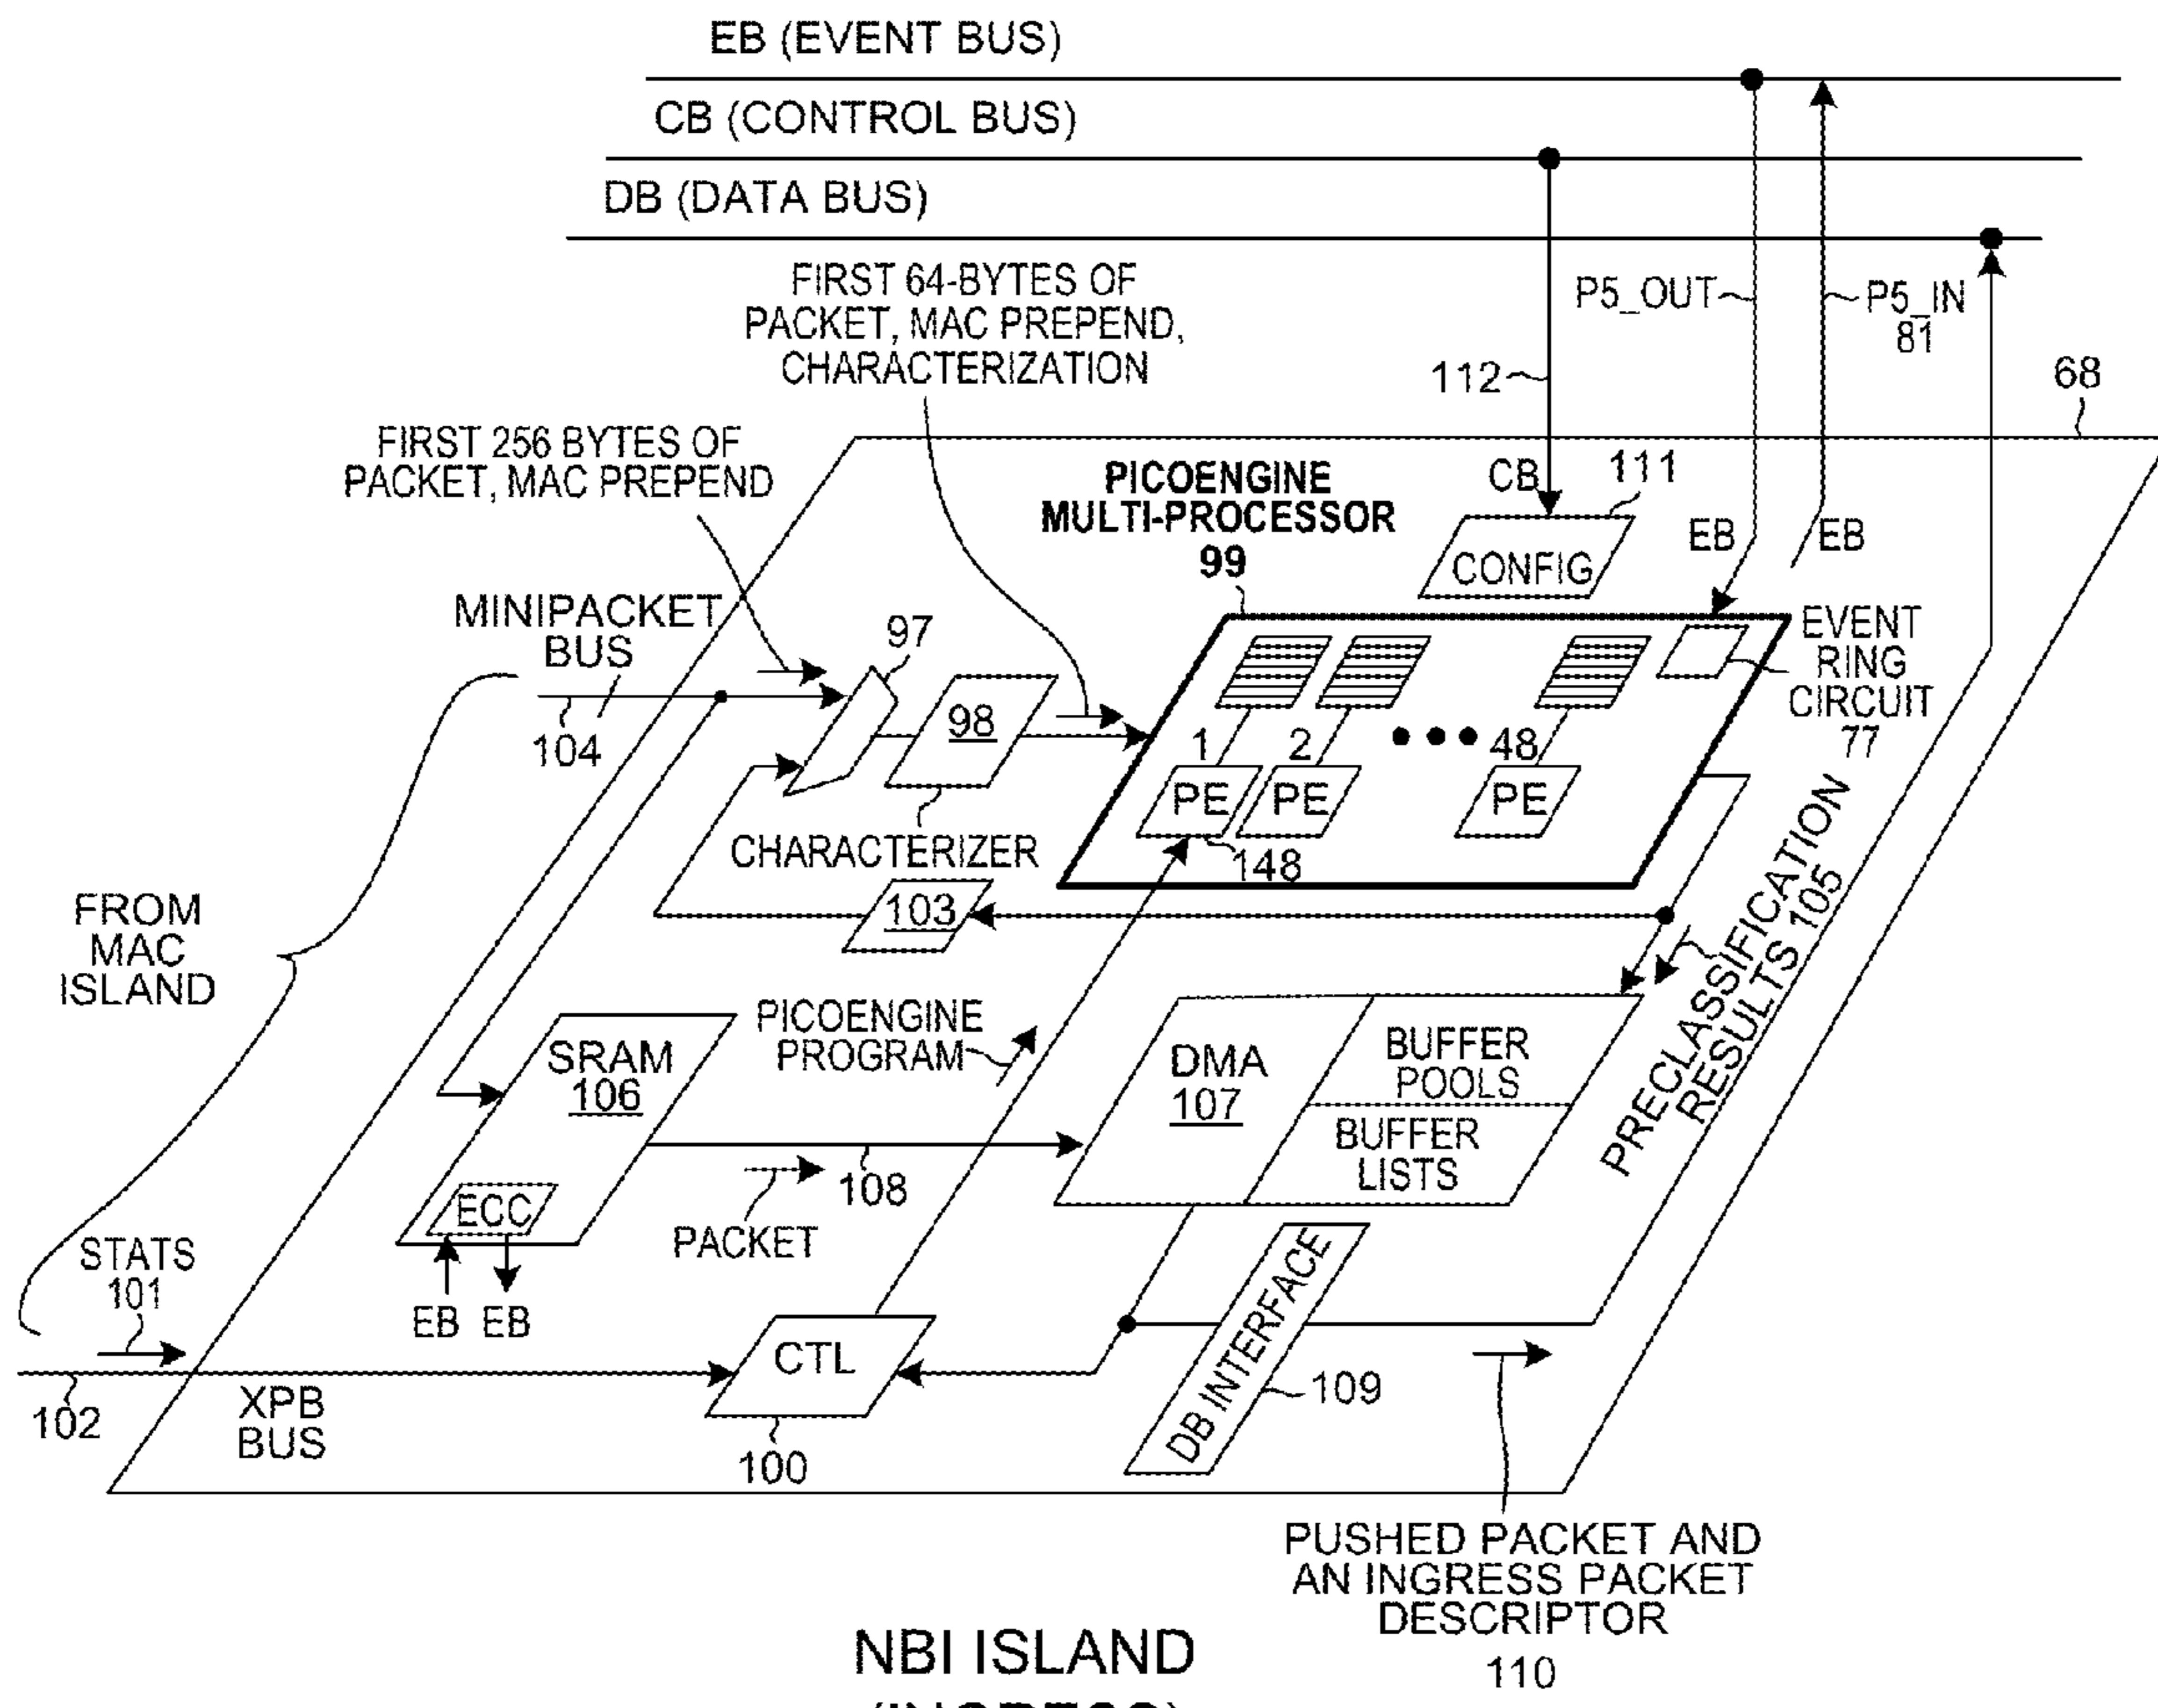 EB (EVENT BUS)
CB (CONTROL BUS)
DB (DATA BUS)
FIRST 64-BYTES OF
PACKET, MAC PREPEND,
CHARACTERIZATION
P5_OUT
P5_IN
81
112
68
FIRST 256 BYTES OF
PACKET, MAC PREPEND
PICOENGINE
MULTI-PROCESSOR
99
CB
111
CONFIG
EB
EB
MINIPACKET
BUS
97
104
98
CHARACTERIZER
EVENT
RING
CIRCUIT
77
1
2
48
PE
PE
PE
148
103
FROM
MAC
ISLAND
PRECLASSIFICATION
RESULTS 105
PICOENGINE
PROGRAM
SRAM
106
ECC
EB
EB
DMA
107
BUFFER
POOLS
BUFFER
LISTS
108
PACKET
STATS
101
102
XPB
BUS
CTL
100
DB INTERFACE
109
PUSHED PACKET AND
AN INGRESS PACKET
DESCRIPTOR
110
NBI ISLAND
(INGRESS)